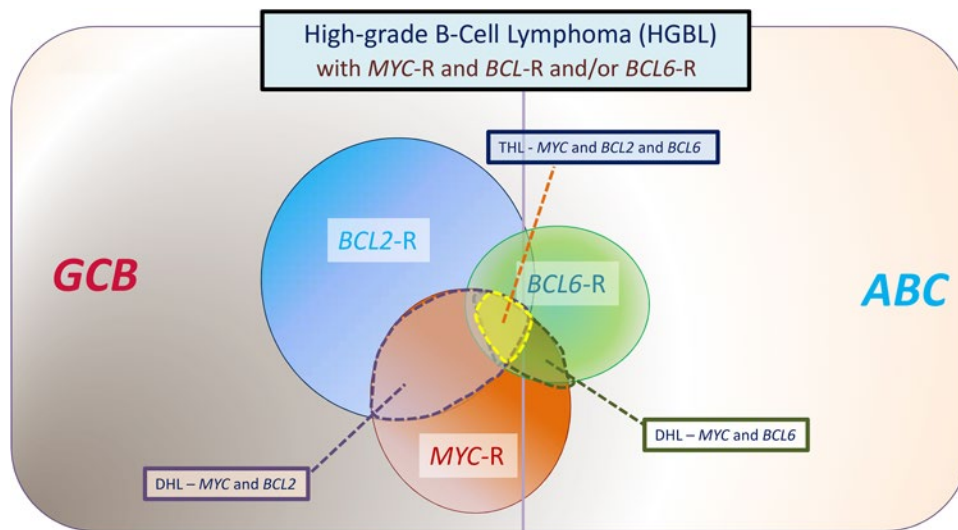 High-grade B-Cell Lymphoma (HGBL)
with MYC-R and BCL-R and/or BCL6-R
THL - MYC and BCL2 and BCL6
BCL2-R
GCB
BCL6-R
ABC
DHL – MYC and BCL6
MYC-R
DHL – MYC and BCL2